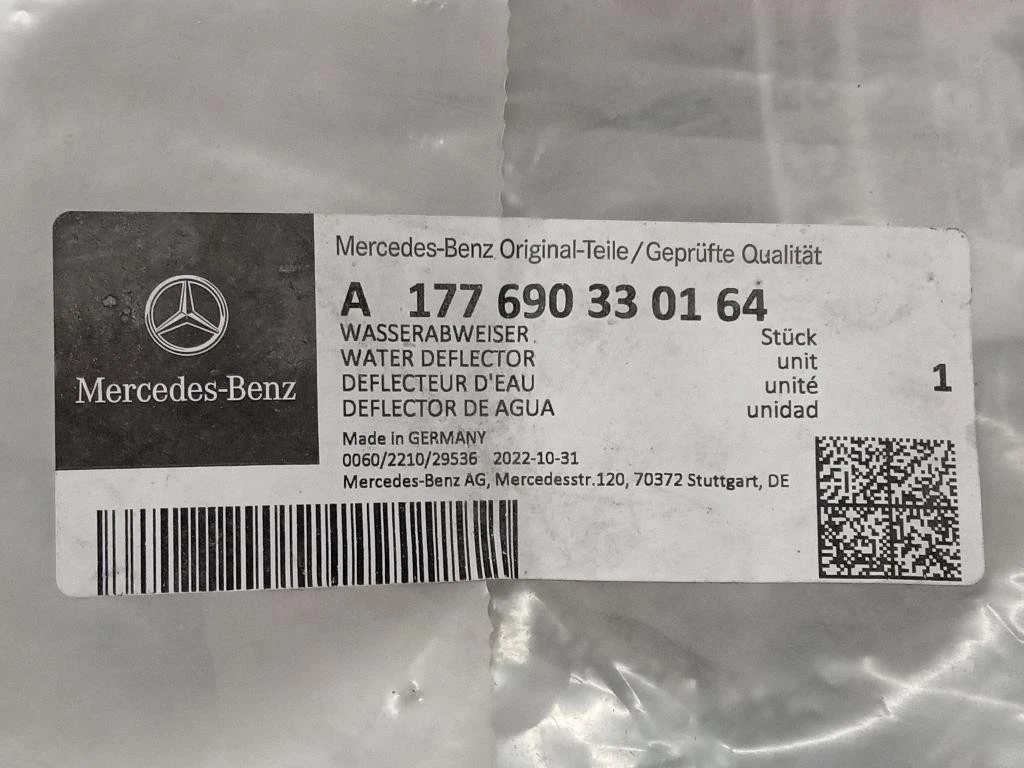 Mercedes-Benz
Mercedes-Benz Original-Teile/Geprüfte Qualität
A 177 690 33 01 64
WASSERABWEISER Stück
WATER DEFLECTOR unit
DEFLECTEUR D'EAU unité
DEFLECTOR DE AGUA unidad
1
Made in GERMANY
0060/2210/29536 2022-10-31
Mercedes-Benz AG, Mercedesstr.120, 70372 Stuttgart, DE